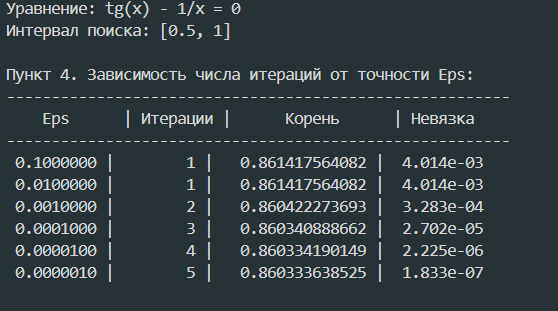 Уравнение: tg(x) - 1/x = 0
Интервал поиска: [0.5, 1]
Пункт 4. Зависимость числа итераций от точности Eps:
--------------------------------------------------------
Eps | Итерации | Корень | Невязка
--------------------------------------------------------
0.1000000 | 1 | 0.861417564082 | 4.014e-03
0.0100000 | 1 | 0.861417564082 | 4.014e-03
0.0010000 | 2 | 0.860422273693 | 3.283e-04
0.0001000 | 3 | 0.860340888662 | 2.702e-05
0.0000100 | 4 | 0.860334190149 | 2.225e-06
0.0000010 | 5 | 0.860333638525 | 1.833e-07